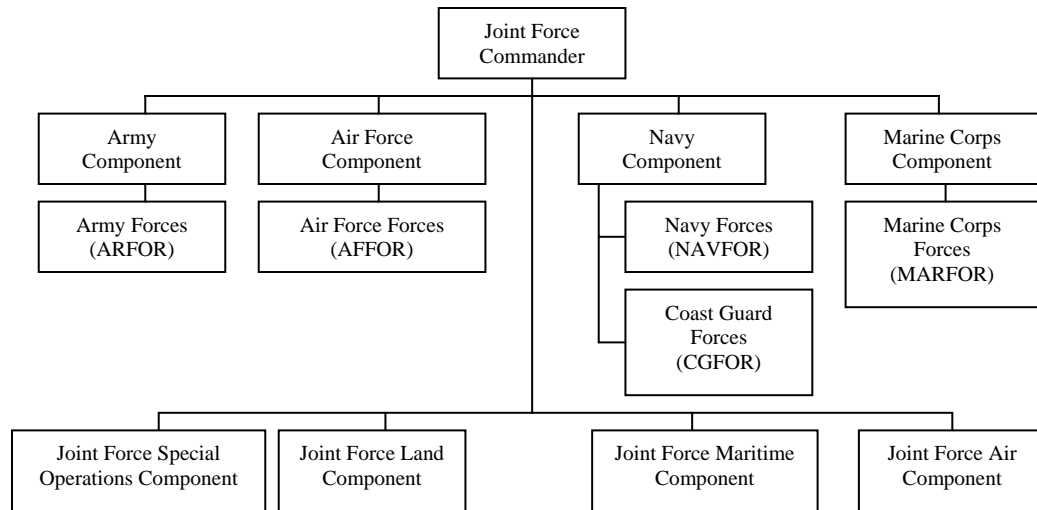 Joint Force
Commander
Army
Component
Air Force
Component
Navy
Component
Marine Corps
Component
Army Forces
(ARFOR)
Air Force Forces
(AFFOR)
Navy Forces
(NAVFOR)
Marine Corps
Forces
(MARFOR)
Coast Guard
Forces
(CGFOR)
Joint Force Special
Operations Component
Joint Force Land
Component
Joint Force Maritime
Component
Joint Force Air
Component